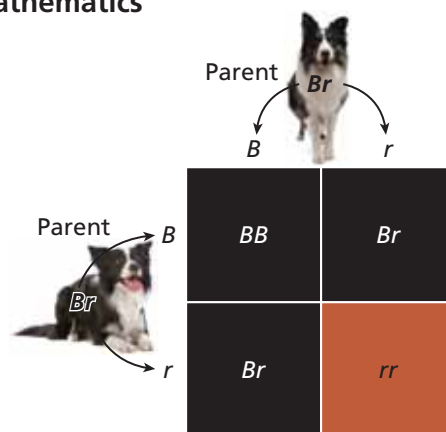 athematics
Parent
Br
B r
Parent
B
Br
BB Br
r
Br rr